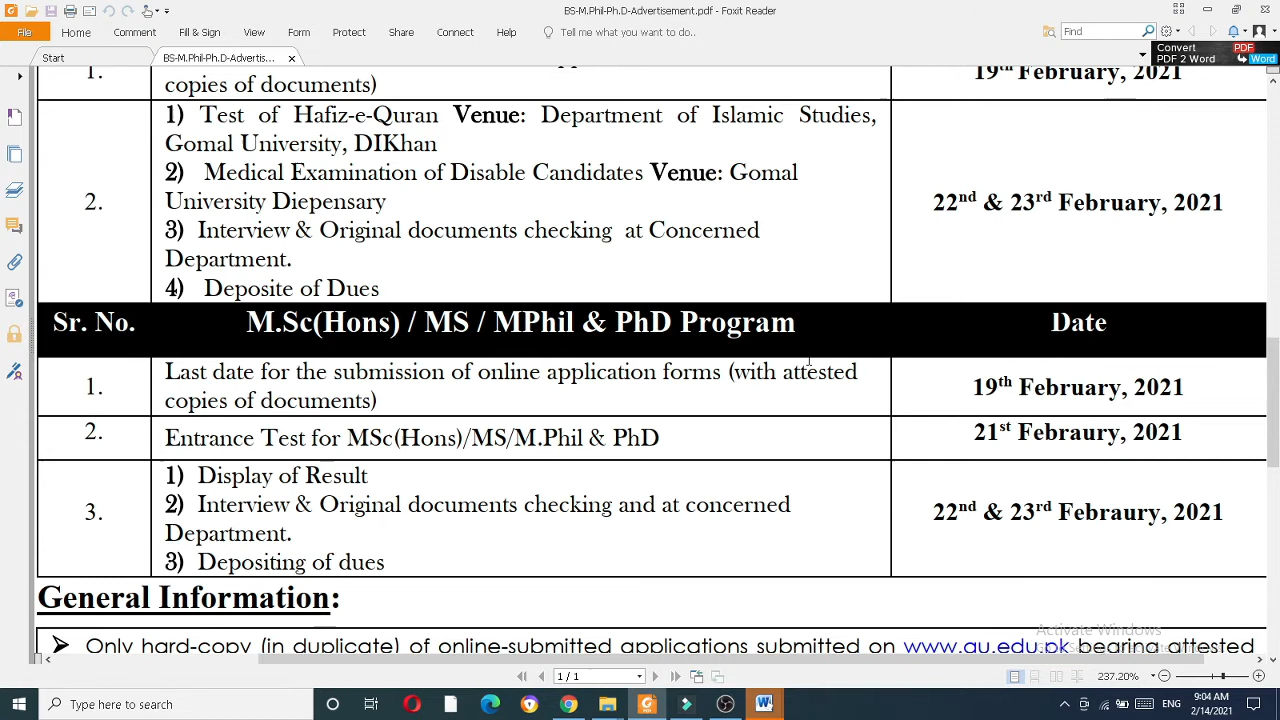 BS-M.Phil-Ph.D-Advertisement.pdf - Foxit Reader
File Home Comment View Fill & Sign Form Protect Share Connect Help Tell me what you want to do.. Find
Start BS-M.Phil-Ph.D-Advertis... ×
Convert PDF
PDF 2 Word Word
1. copies of documents) 19th February, 2021
1) Test of Hafiz-e-Quran Venue: Department of Islamic Studies,
Gomal University, DIKhan
2) Medical Examination of Disable Candidates Venue: Gomal
2. University Diepensary 22nd & 23rd February, 2021
3) Interview & Original documents checking at Concerned
Department.
4) Deposite of Dues
Sr. No. M.Sc(Hons) / MS / MPhil & PhD Program Date
1. Last date for the submission of online application forms (with attested
copies of documents) 19th February, 2021
2. Entrance Test for MSc(Hons)/MS/M.Phil & PhD 21st Febraury, 2021
1) Display of Result
3. 2) Interview & Original documents checking and at concerned 22nd & 23rd Febraury, 2021
Department.
3) Depositing of dues
General Information:
Only hard-copy (in duplicate) of online-submitted applications submitted on www.gu.edu.pk bearing attested
Activate Windows
1 / 1 237.20%
Type here to search ENG 9:04 AM
2/14/2021